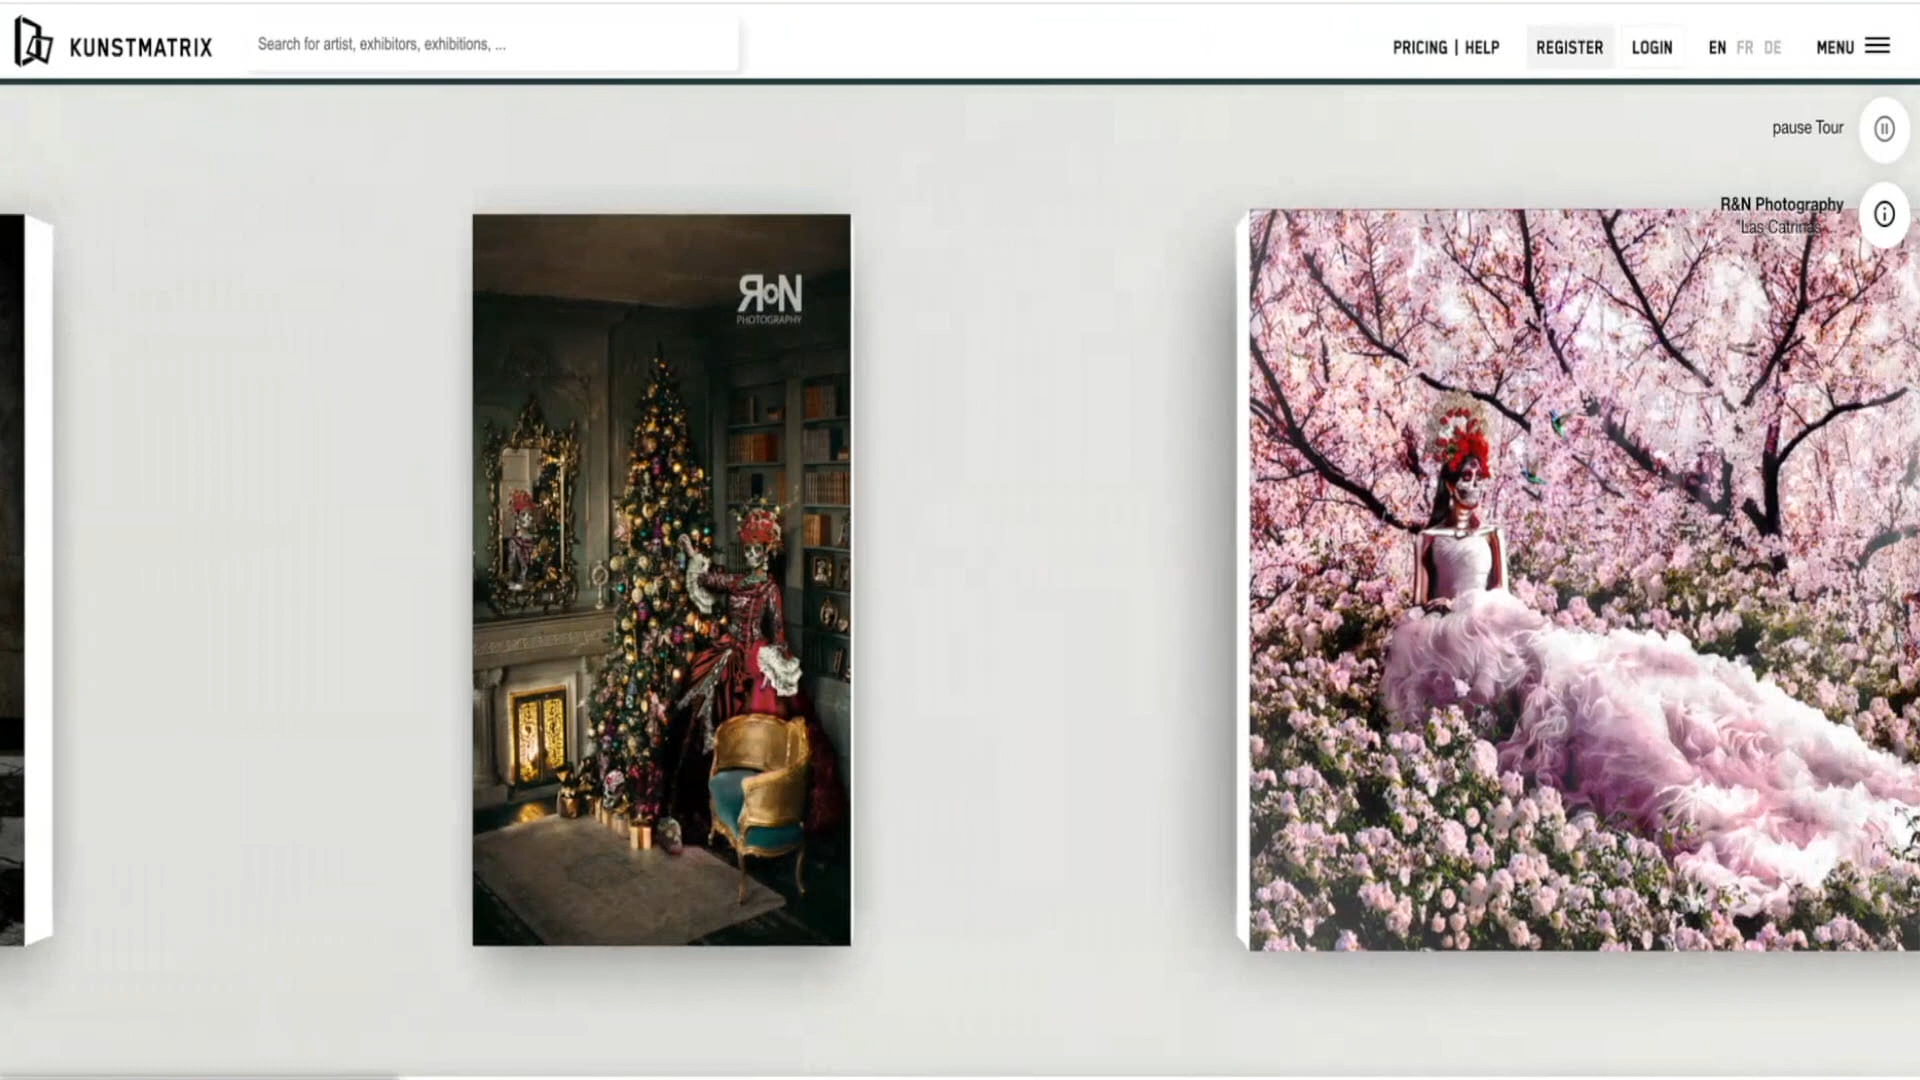 KUNSTMATRIX
Search for artist, exhibitors, exhibitions, ...
PRICING | HELP
REGISTER
LOGIN
EN FR DE
MENU
pause Tour
R&N Photography
"Las Catrinas ...
RoN
PHOTOGRAPHY